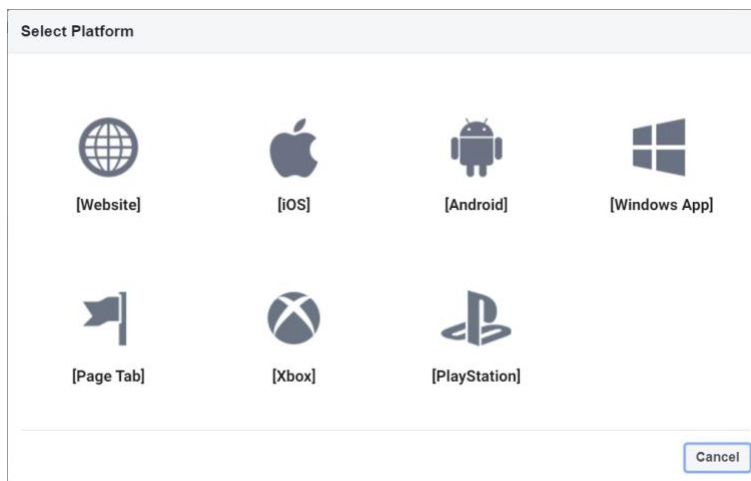 Select Platform
[Website] [iOS] [Android] [Windows App]
[Page Tab] [Xbox] [PlayStation]
Cancel